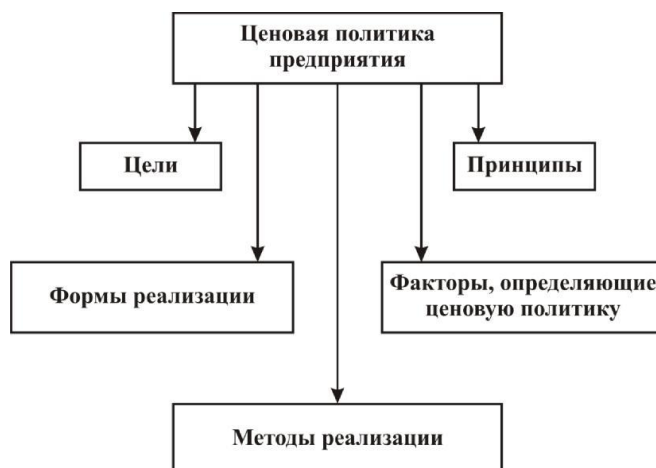 Ценовая политика
предприятия
Цели
Принципы
Формы реализации
Факторы, определяющие
ценовую политику
Методы реализации